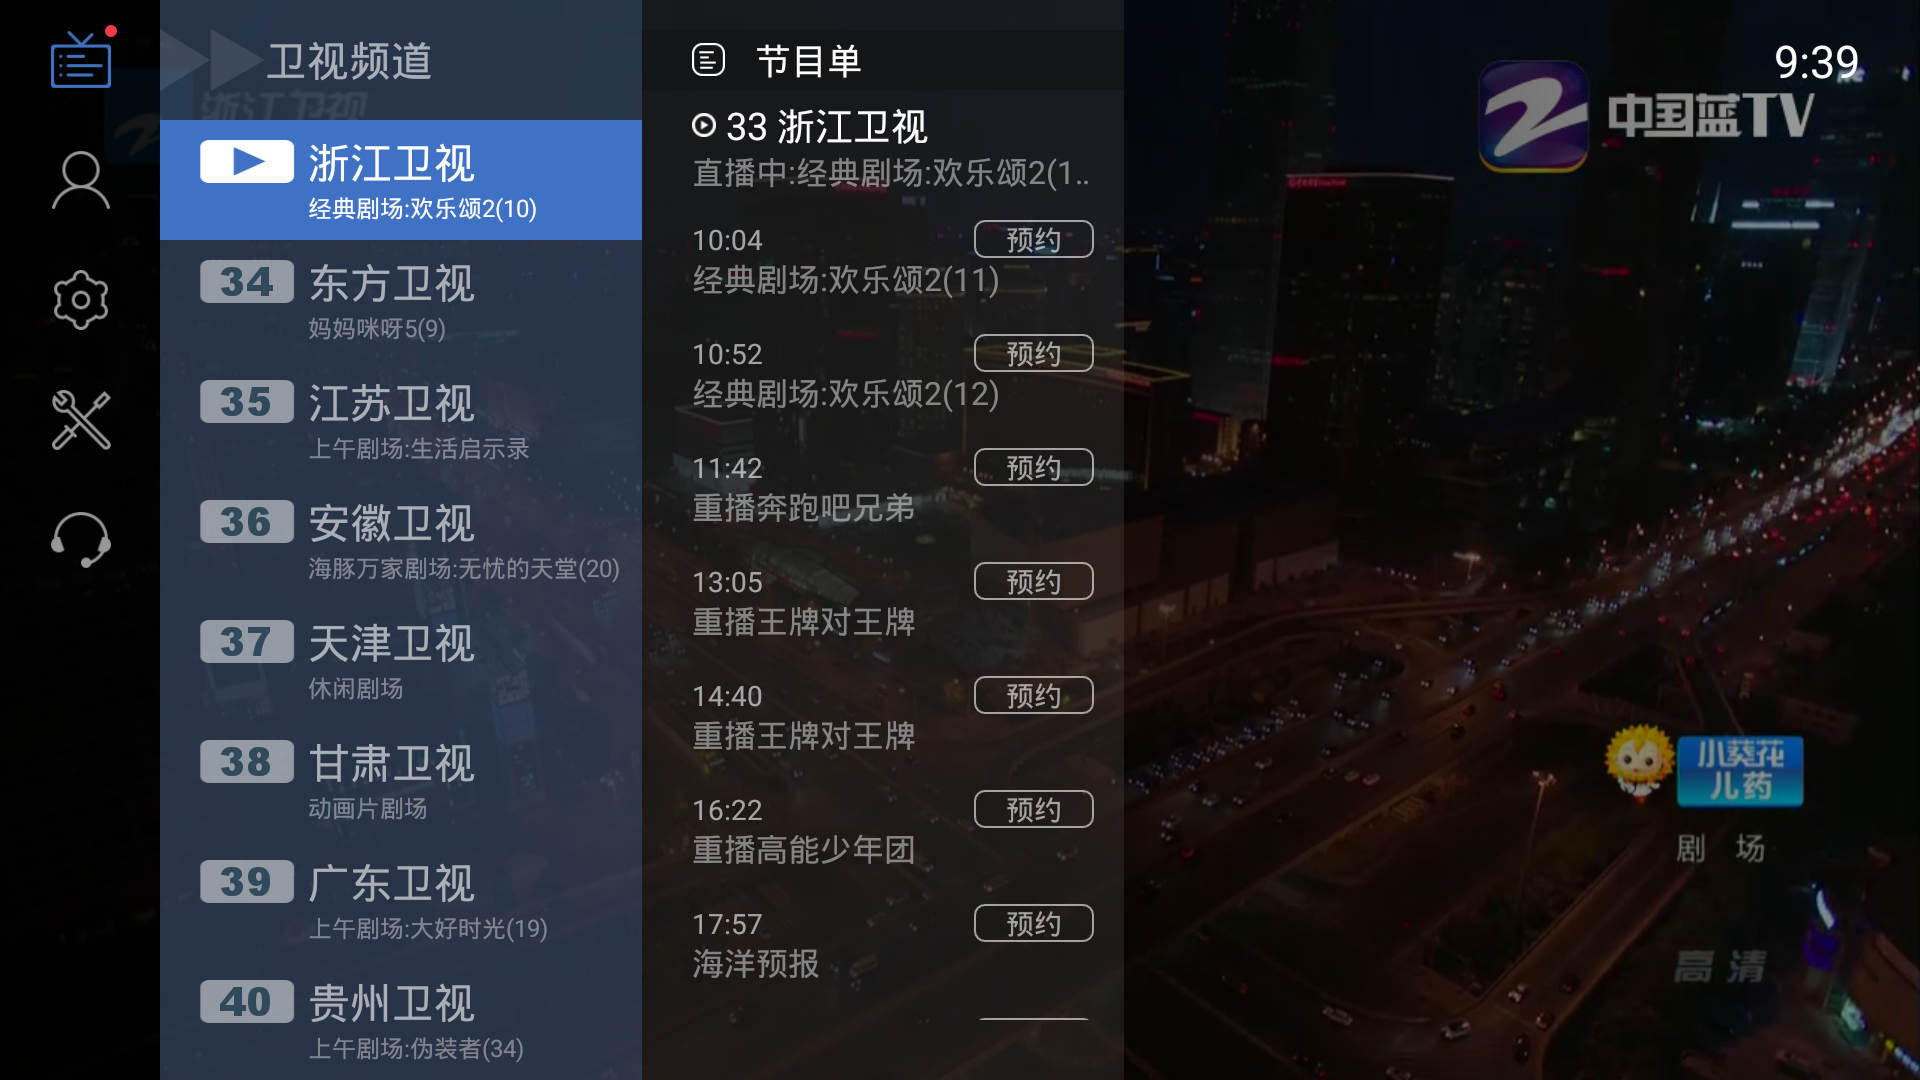 卫视频道
浙江卫视
浙江卫视
经典剧场:欢乐颂2(10)
34 东方卫视
妈妈咪呀5(9)
35 江苏卫视
上午剧场:生活启示录
36 安徽卫视
海豚万家剧场:无忧的天堂(20)
37 天津卫视
休闲剧场
38 甘肃卫视
动画片剧场
39 广东卫视
上午剧场:大好时光(19)
40 贵州卫视
上午剧场:伪装者(34)
节目单
33 浙江卫视
直播中:经典剧场:欢乐颂2(1..
10:04 预约
经典剧场:欢乐颂2(11)
10:52 预约
经典剧场:欢乐颂2(12)
11:42 预约
重播奔跑吧兄弟
13:05 预约
重播王牌对王牌
14:40 预约
重播王牌对王牌
16:22 预约
重播高能少年团
17:57 预约
海洋预报
9:39
中国蓝TV
小葵花
儿药
剧 场
高清